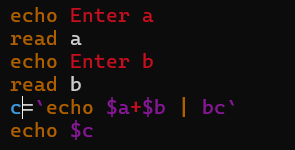 echo Enter a
read a
echo Enter b
read b
c=`echo $a+$b | bc`
echo $c